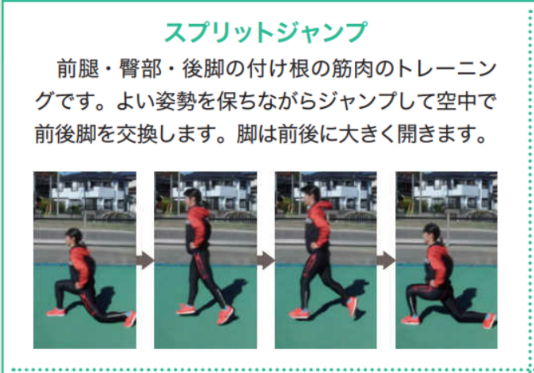 スプリットジャンプ
前腿・臀部・後脚の付け根の筋肉のトレーニン
グです。よい姿勢を保ちながらジャンプして空中で
前後脚を交換します。脚は前後に大きく開きます。